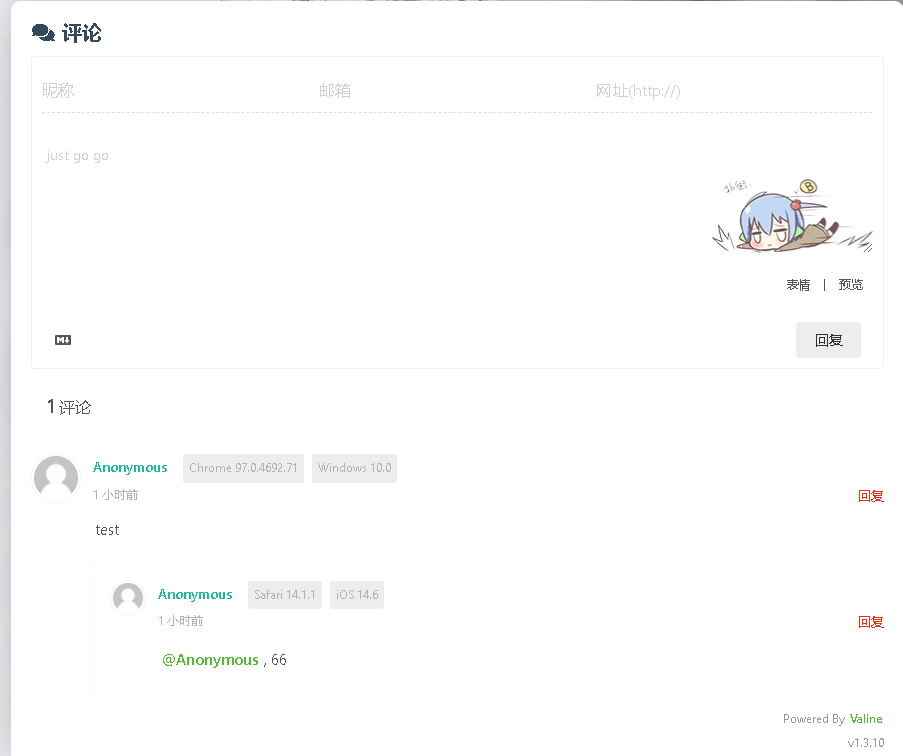 评论
昵称 邮箱 网址(http://)
just go go
表情 | 预览
M
回复
1 评论
Anonymous Chrome 97.0.4692.71 Windows 10.0
1 小时前 回复
test
Anonymous Safari 14.1.1 iOS 14.6
1 小时前 回复
@Anonymous , 66
Powered By Valine
v1.3.10